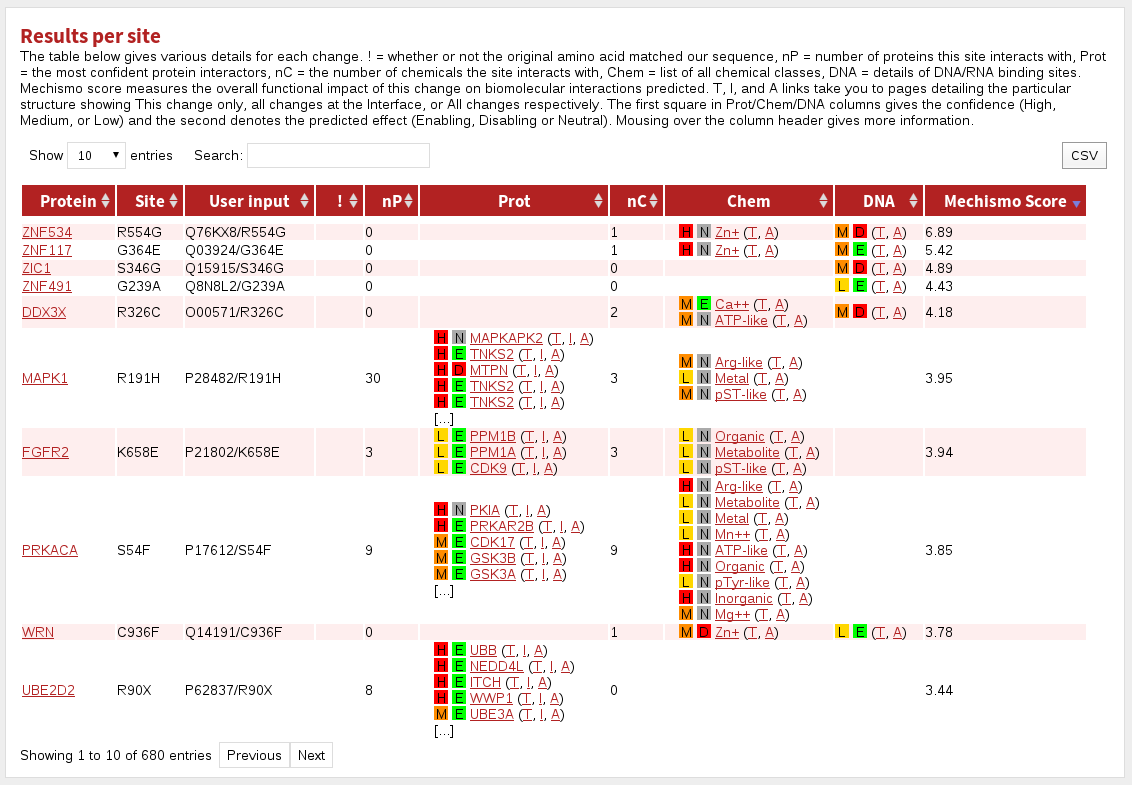 Results per site
The table below gives various details for each change. ! = whether or not the original amino acid matched our sequence, nP = number of proteins this site interacts with, Prot
= the most confident protein interactors, nC = the number of chemicals the site interacts with, Chem = list of all chemical classes, DNA = details of DNA/RNA binding sites.
Mechismo score measures the overall functional impact of this change on biomolecular interactions predicted. T, I, and A links take you to pages detailing the particular
structure showing This change only, all changes at the Interface, or All changes respectively. The first square in Prot/Chem/DNA columns gives the confidence (High,
Medium, or Low) and the second denotes the predicted effect (Enabling, Disabling or Neutral). Mousing over the column header gives more information.
Show 10 entries Search: CSV
Protein Site User input ! nP Prot nC Chem DNA Mechismo Score
ZNF534 R554G Q76KX8/R554G 0 1 H N Zn+ (T, A) M D (T, A) 6.89
ZNF117 G364E Q03924/G364E 0 1 H N Zn+ (T, A) M E (T, A) 5.42
ZIC1 S346G Q15915/S346G 0 0 M D (T, A) 4.89
ZNF491 G239A Q8N8L2/G239A 0 0 L E (T, A) 4.43
DDX3X R326C O00571/R326C 0 2 M E Ca++ (T, A) M D (T, A) 4.18
M N ATP-like (T, A)
MAPK1 R191H P28482/R191H 30 H N MAPKAPK2 (T, I, A) 3 M N Arg-like (T, A) 3.95
H E TNKS2 (T, I, A) L N Metal (T, A)
H D MTPN (T, I, A) M N pST-like (T, A)
H E TNKS2 (T, I, A)
H E TNKS2 (T, I, A)
[...]
FGFR2 K658E P21802/K658E 3 L E PPM1B (T, I, A) 3 L N Organic (T, A) 3.94
L E PPM1A (T, I, A) L N Metabolite (T, A)
L E CDK9 (T, I, A) L N pST-like (T, A)
PRKACA S54F P17612/S54F 9 H N PKIA (T, I, A) 9 H N Arg-like (T, A) 3.85
H E PRKAR2B (T, I, A) L N Metabolite (T, A)
M E CDK17 (T, I, A) L N Metal (T, A)
M E GSK3B (T, I, A) L N Mn++ (T, A)
M E GSK3A (T, I, A) H N ATP-like (T, A)
[...] H N Organic (T, A)
L N pTyr-like (T, A)
H N Inorganic (T, A)
M N Mg++ (T, A)
WRN C936F Q14191/C936F 0 1 M D Zn+ (T, A) L E (T, A) 3.78
UBE2D2 R90X P62837/R90X 8 H E UBB (T, I, A) 0 3.44
H E NEDD4L (T, I, A)
H E ITCH (T, I, A)
H E WWP1 (T, I, A)
M E UBE3A (T, I, A)
[...]
Showing 1 to 10 of 680 entries Previous Next